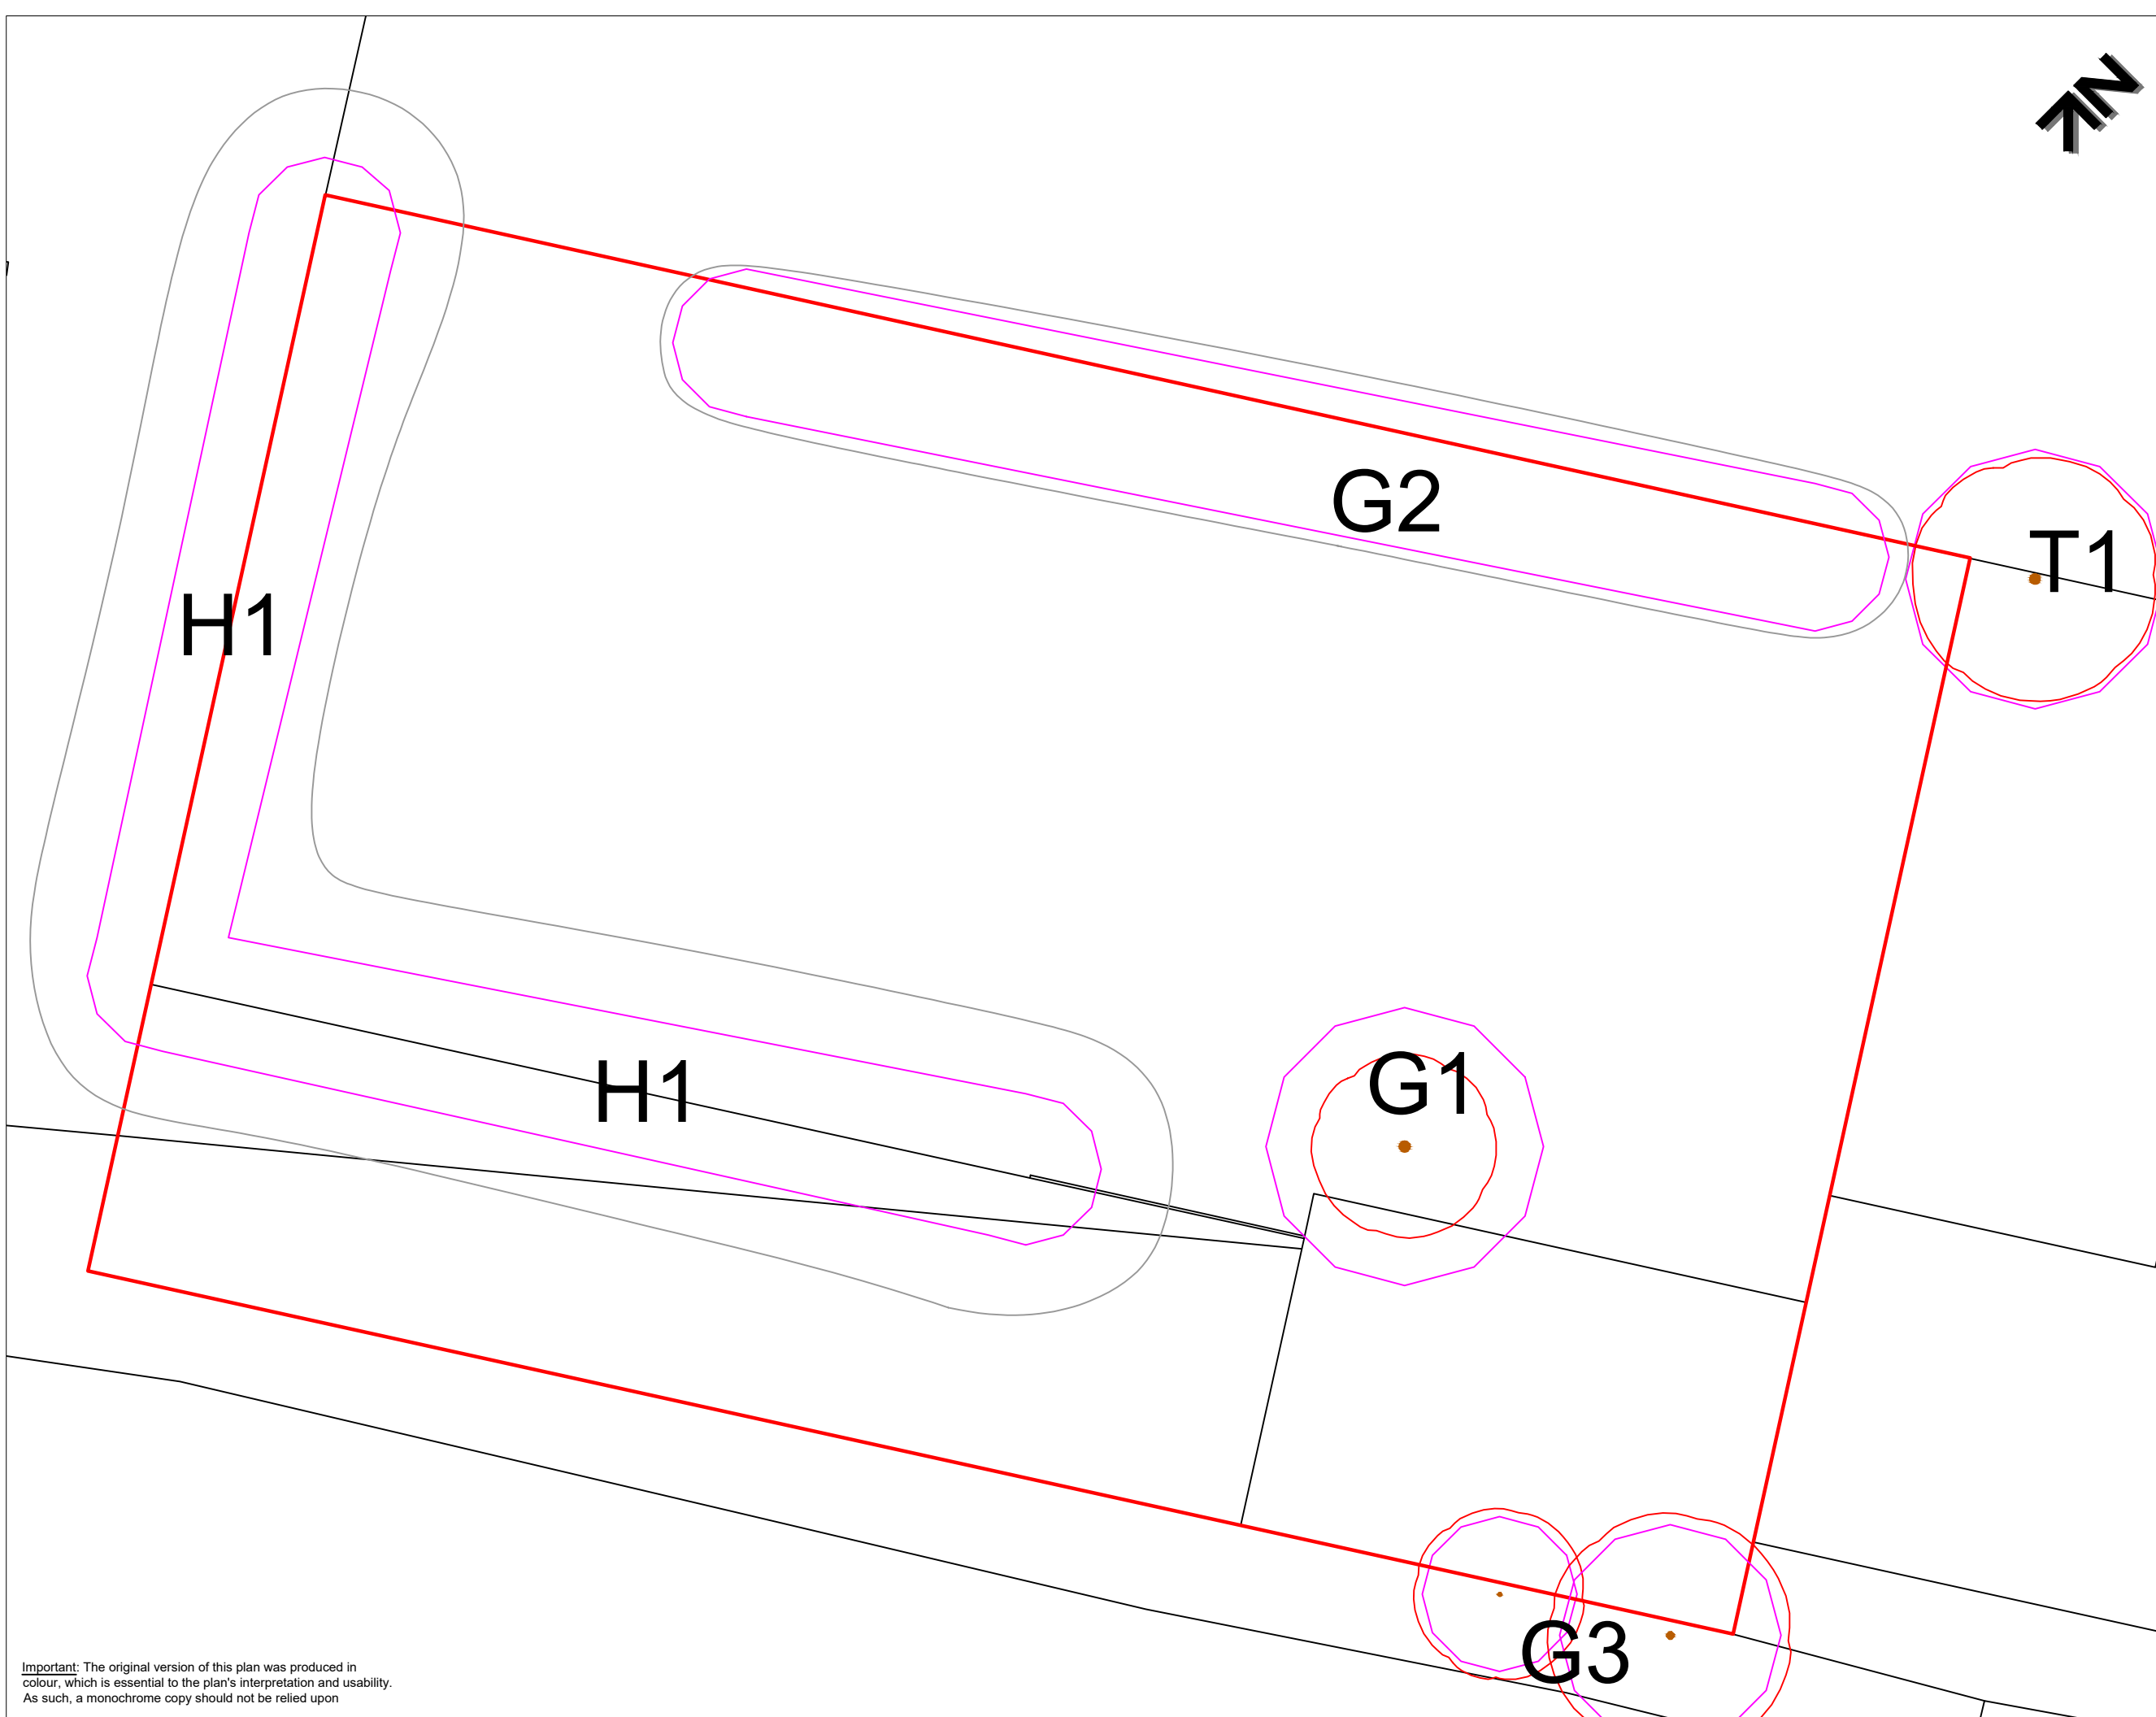 N
G2
T1
H1
G1
H1
G3
Important: The original version of this plan was produced in
colour, which is essential to the plan's interpretation and usability.
As such, a monochrome copy should not be relied upon